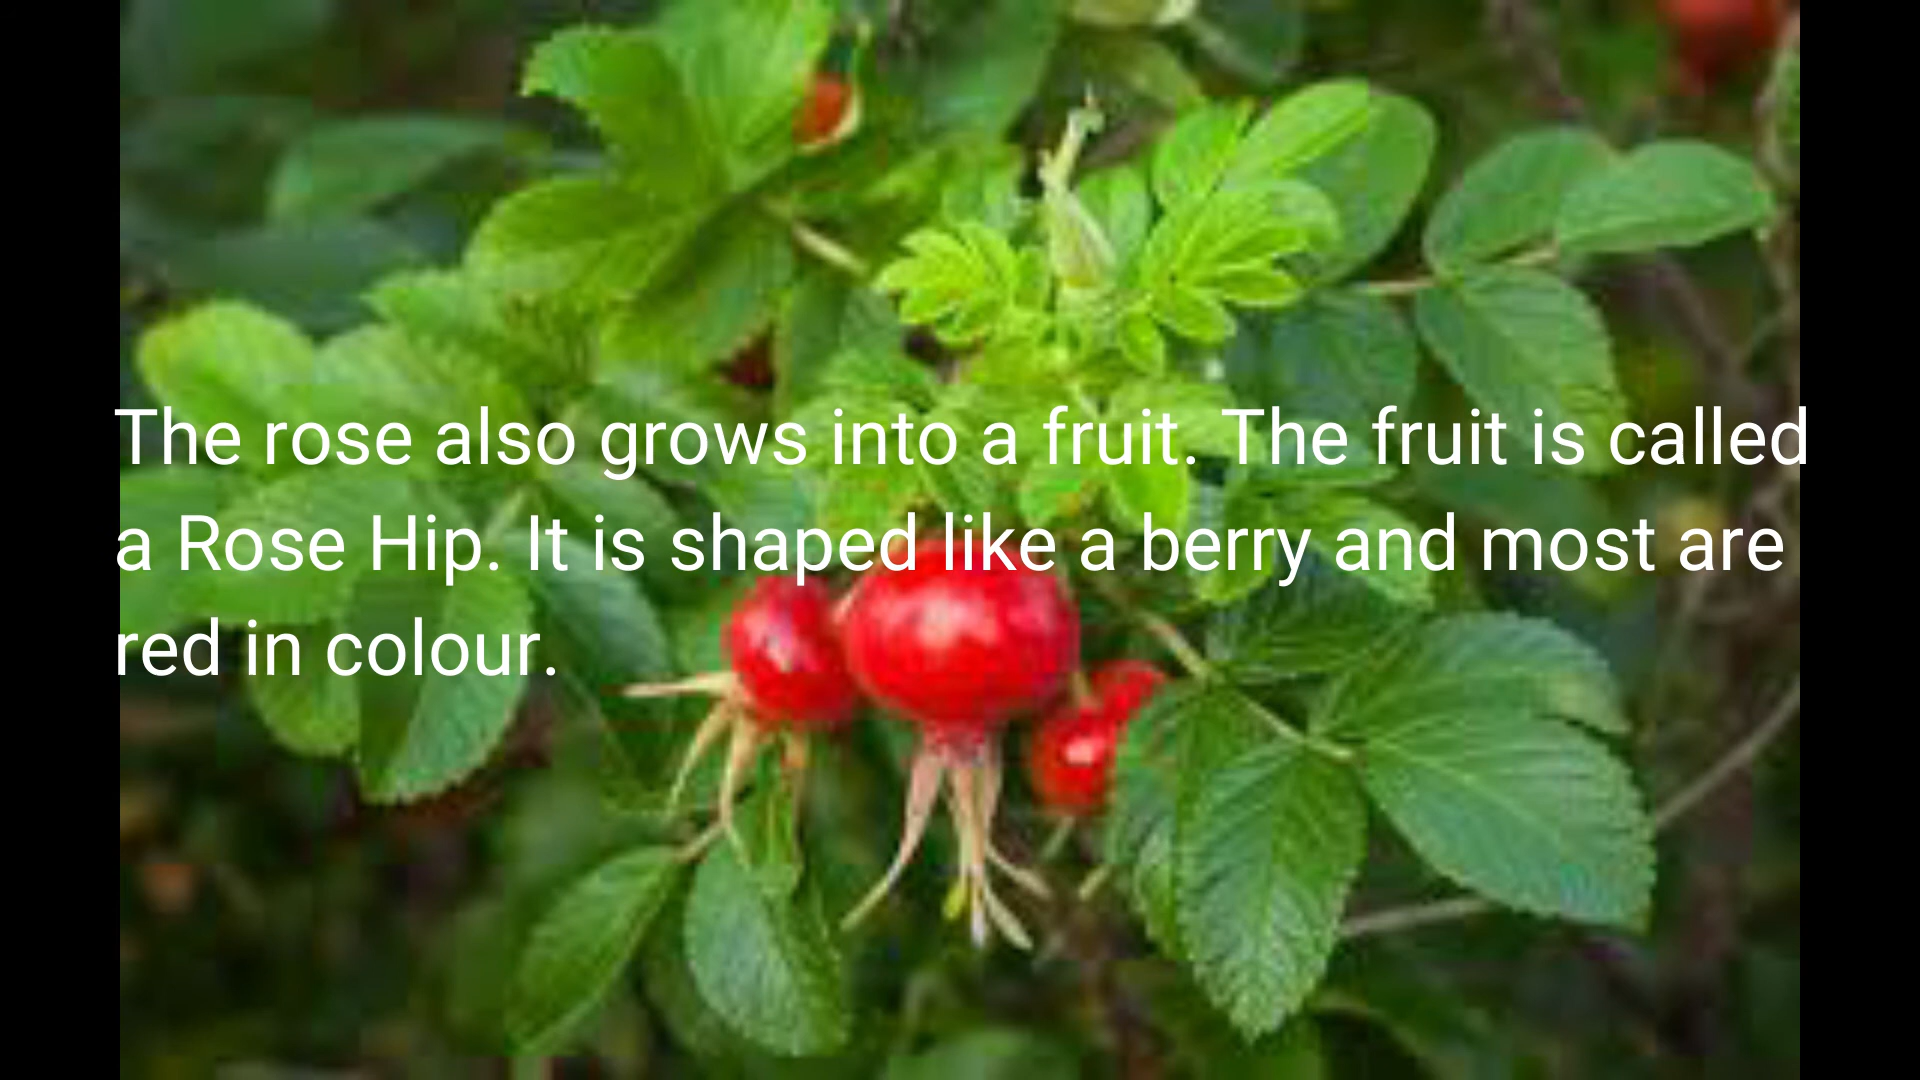 The rose also grows into a fruit. The fruit is called
a Rose Hip. It is shaped like a berry and most are
red in colour.